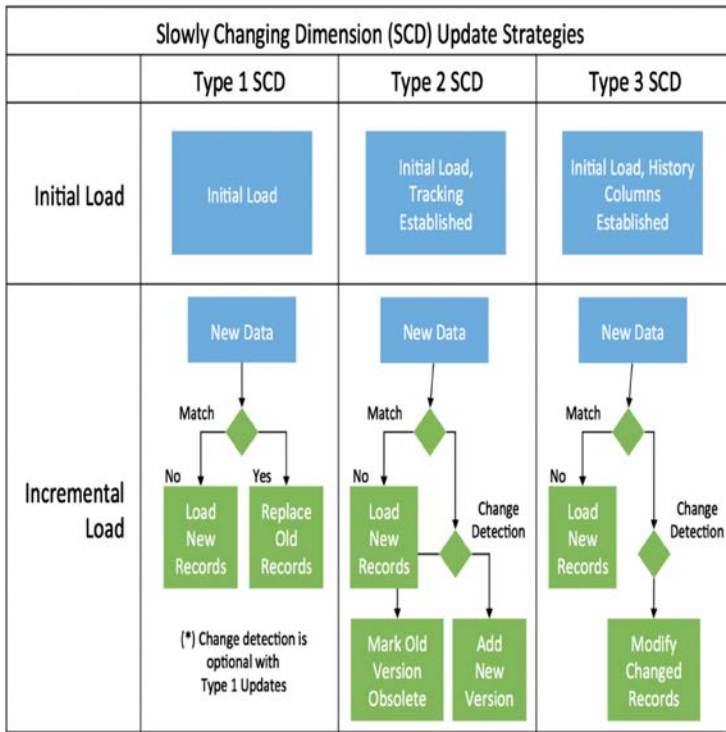 Slowly Changing Dimension (SCD) Update Strategies
Type 1 SCD
Type 2 SCD
Type 3 SCD
Initial Load
Initial Load
Initial Load,
Tracking
Established
Initial Load, History
Columns
Established
Incremental
Load
New Data
Match
No
Yes
Load
New
Records
Replace
Old
Records
(*) Change detection is
optional with
Type 1 Updates
New Data
Match
No
Load
New
Records
Change
Detection
Mark Old
Version
Obsolete
Add
New
Version
New Data
Match
No
Load
New
Records
Change
Detection
Modify
Changed
Records